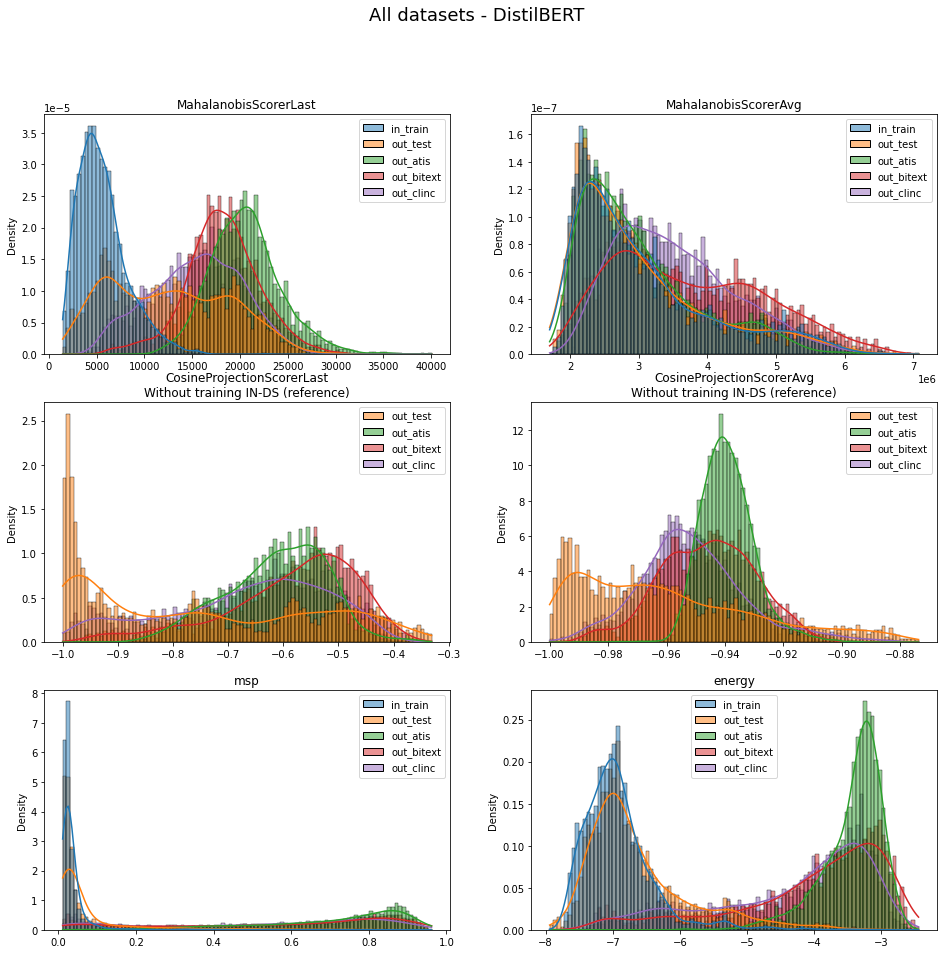 All datasets - DistilBERT
1e−5
MahalanobisScorerLast
Density
3.5
3.0
2.5
2.0
1.5
1.0
0.5
0.0
in_train
out_test
out_atis
out_bitext
out_clinc
0 5000 10000 15000 20000 25000 30000 35000 40000
1e−7
MahalanobisScorerAvg
Density
1.6
1.4
1.2
1.0
0.8
0.6
0.4
0.2
0.0
in_train
out_test
out_atis
out_bitext
out_clinc
2 3 4 5 6 7
1e6
CosineProjectionScorerLast
Without training IN-DS (reference)
Density
2.5
2.0
1.5
1.0
0.5
0.0
out_test
out_atis
out_bitext
out_clinc
−1.0 −0.9 −0.8 −0.7 −0.6 −0.5 −0.4 −0.3
CosineProjectionScorerAvg
Without training IN-DS (reference)
Density
12
10
8
6
4
2
0
out_test
out_atis
out_bitext
out_clinc
−1.00 −0.98 −0.96 −0.94 −0.92 −0.90 −0.88
msp
Density
8
7
6
5
4
3
2
1
0
in_train
out_test
out_atis
out_bitext
out_clinc
0.0 0.2 0.4 0.6 0.8 1.0
energy
Density
0.25
0.20
0.15
0.10
0.05
0.00
in_train
out_test
out_atis
out_bitext
out_clinc
−8 −7 −6 −5 −4 −3